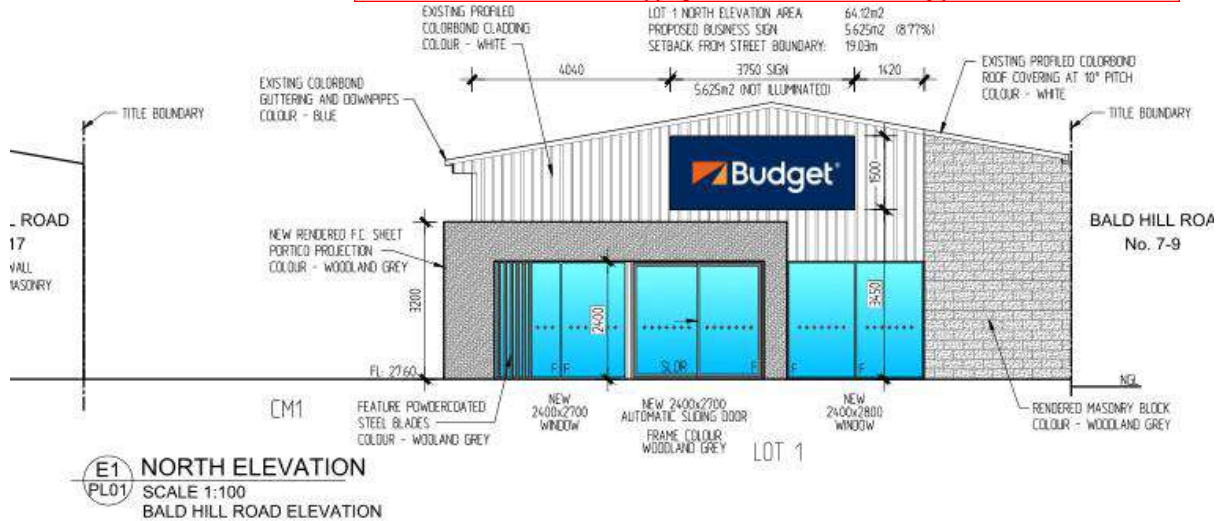 EXISTING PROFILED
COLORBOND CLADDING
COLOUR - WHITE
LOT 1 NORTH ELEVATION AREA 64.12m2
PROPOSED BUSINESS SIGN 5.625m2 (8.77%)
SETBACK FROM STREET BOUNDARY: 19.03m
EXISTING COLORBOND
GUTTERING AND DOWNPIPES
COLOUR - BLUE
4040
3750 SIGN
5.625m2 (NOT ILLUMINATED)
1420
EXISTING PROFILED COLORBOND
ROOF COVERING AT 10° PITCH
COLOUR - WHITE
TITLE BOUNDARY
TITLE BOUNDARY
Budget
1500
L ROAD
17
WALL
MASONRY
NEW RENDERED F.C. SHEET
PORTICO PROJECTION
COLOUR - WOODLAND GREY
BALD HILL ROA
No. 7-9
3200
2400
3450
SLDR
F
F
F
F
F
FL: 27.60
NGL
CM1
FEATURE POWDERCOATED
STEEL BLADES
COLOUR - WOOLAND GREY
NEW
2400x2700
WINDOW
NEW 2400x2700
AUTOMATIC SLIDING DOOR
FRAME COLOUR
WOODLAND GREY
NEW
2400x2800
WINDOW
LOT 1
RENDERED MASONRY BLOCK
COLOUR - WOODLAND GREY
E1
PL01
NORTH ELEVATION
SCALE 1:100
BALD HILL ROAD ELEVATION